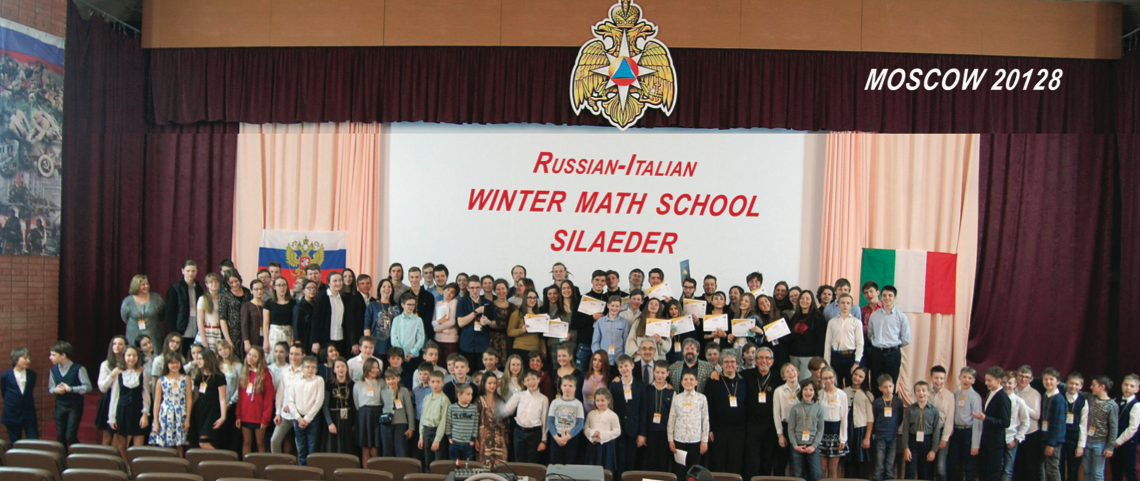 MOSCOW 20128
RUSSIAN-ITALIAN
WINTER MATH SCHOOL
SILAEDER